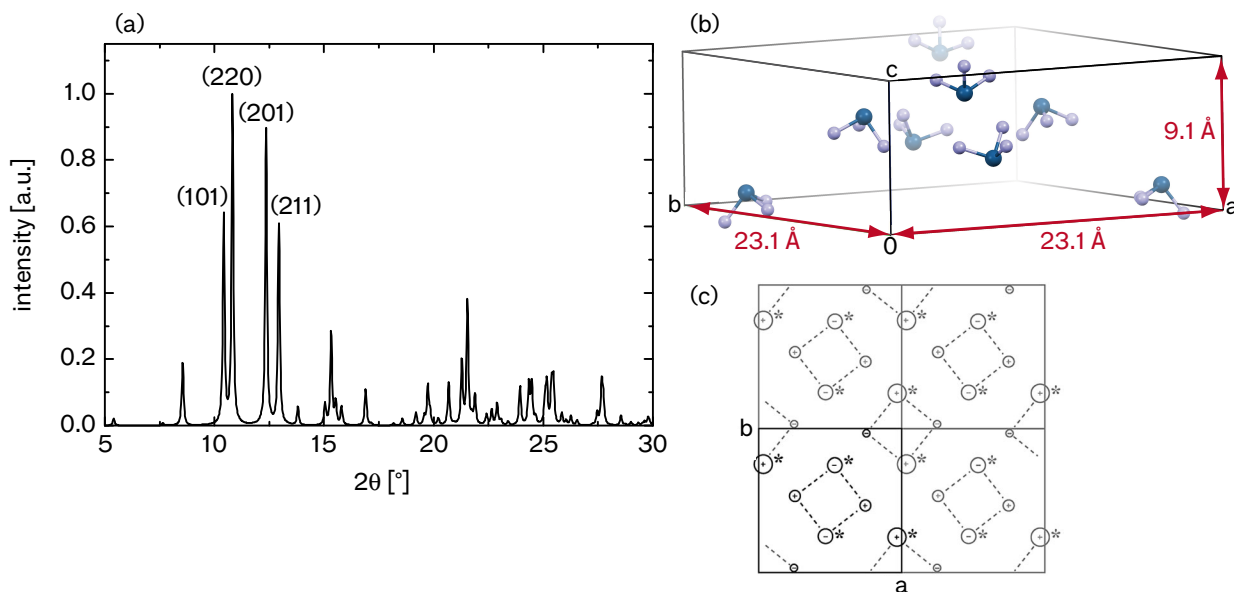 (a)
intensity [a.u.]
1.0
0.8
0.6
0.4
0.2
0.0
(220)
(201)
(101)
(211)
5
10
15
20
25
30
2θ [°]
(b)
c
b
0
a
9.1 Å
23.1 Å
23.1 Å
(c)
⊖ ⊖
⊕* ⊖* ⊕* ⊖* ⊕*
⊕ ⊕ ⊕ ⊕
⊖* ⊕* ⊖* ⊕*
b ⊖ ⊖ ⊖ ⊖
⊕* ⊖* ⊕* ⊖* ⊕*
⊕ ⊕ ⊕ ⊕
⊖* ⊕* ⊖* ⊕*
⊖ ⊖
a